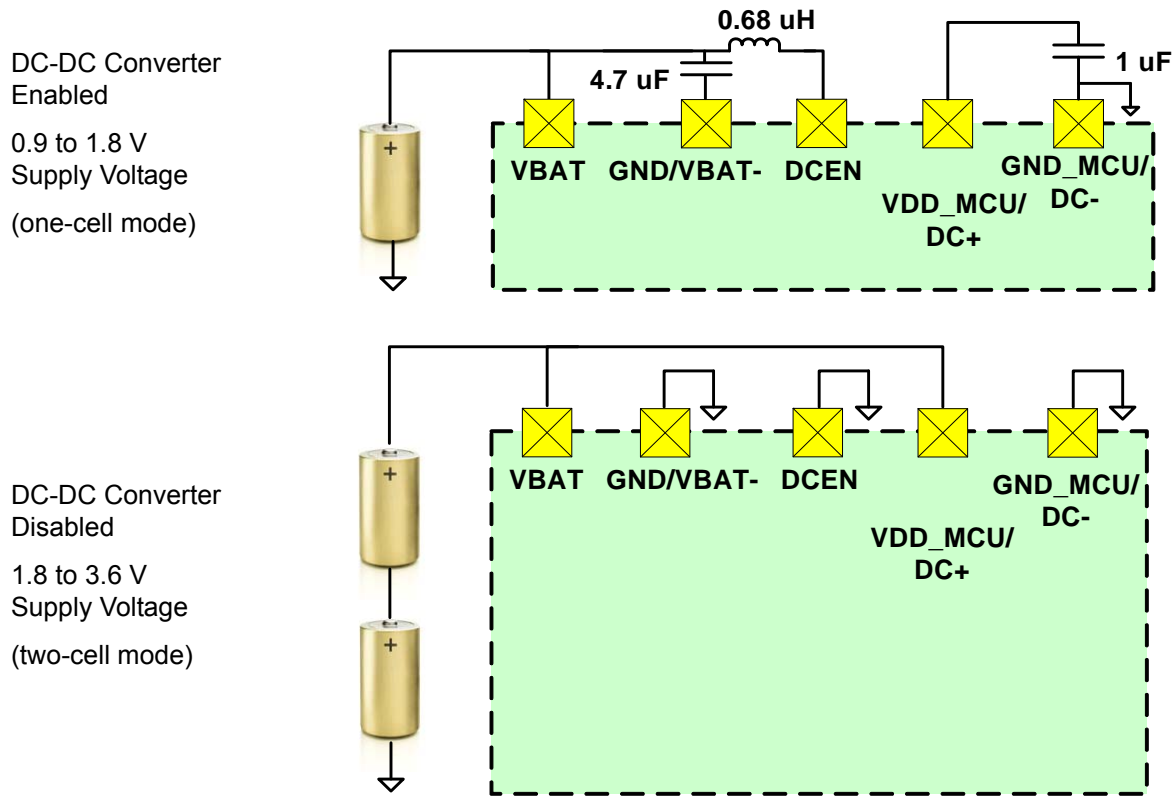 0.68 uH
DC-DC Converter
Enabled
4.7 uF
1 uF
0.9 to 1.8 V
Supply Voltage
(one-cell mode)
+
VBAT GND/VBAT- DCEN
VDD_MCU/
DC+
GND_MCU/
DC-
DC-DC Converter
Disabled
1.8 to 3.6 V
Supply Voltage
(two-cell mode)
+
+
VBAT GND/VBAT- DCEN
VDD_MCU/
DC+
GND_MCU/
DC-